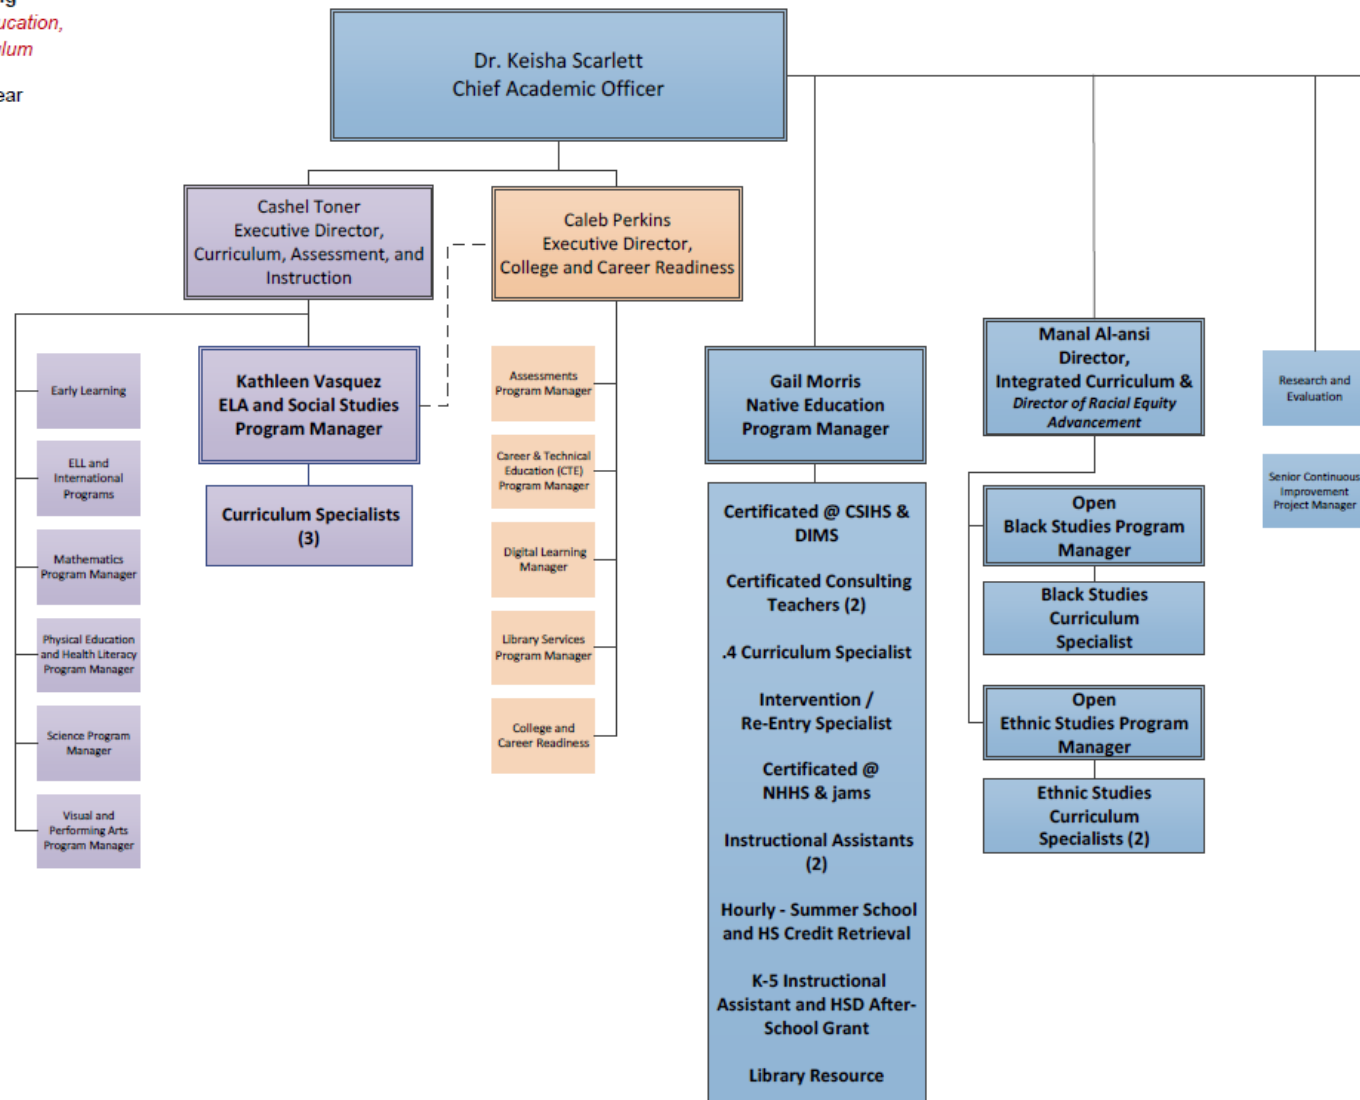 ucation,
lum
ear
Dr. Keisha Scarlett
Chief Academic Officer
Cashel Toner
Executive Director,
Curriculum, Assessment, and
Instruction
Caleb Perkins
Executive Director,
College and Career Readiness
Early Learning
ELL and
International
Programs
Mathematics
Program Manager
Physical Education
and Health Literacy
Program Manager
Science Program
Manager
Visual and
Performing Arts
Program Manager
Kathleen Vasquez
ELA and Social Studies
Program Manager
Curriculum Specialists
(3)
Assessments
Program Manager
Career & Technical
Education (CTE)
Program Manager
Digital Learning
Manager
Library Services
Program Manager
College and
Career Readiness
Gail Morris
Native Education
Program Manager
Certificated @ CSIHS &
DIMS
Certificated Consulting
Teachers (2)
.4 Curriculum Specialist
Intervention /
Re-Entry Specialist
Certificated @
NHHS & jams
Instructional Assistants
(2)
Hourly - Summer School
and HS Credit Retrieval
K-5 Instructional
Assistant and HSD After-
School Grant
Library Resource
Manal Al-ansi
Director,
Integrated Curriculum &
Director of Racial Equity
Advancement
Open
Black Studies Program
Manager
Black Studies
Curriculum
Specialist
Open
Ethnic Studies Program
Manager
Ethnic Studies
Curriculum
Specialists (2)
Research and
Evaluation
Senior Continuous
Improvement
Project Manager